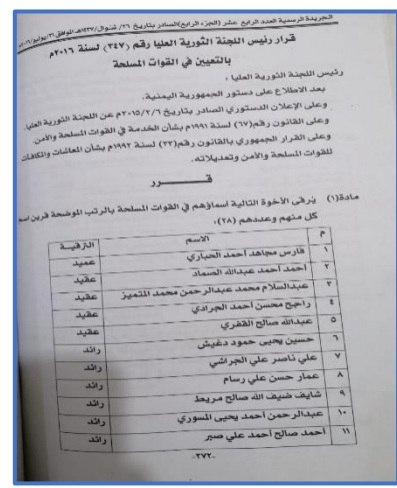 الجريدة الرسمية العدد الرابع عشر (الجزء الرابع) الصادر بتاريخ ٢٦/ شوال/١٤٣٧هـ الموافق ٣١/يوليو/٢٠١٦م
قرار رئيس اللجنة الثورية العليا رقم (٢٤٧) لسنة ٢٠١٦م
بالتعيين في القوات المسلحة
رئيس اللجنة الثورية العليا :
بعد الاطلاع على دستور الجمهورية اليمنية.
وعلى الإعلان الدستوري الصادر بتاريخ ٢٠١٥/٢/٦م عن اللجنة الثورية العليا.
وعلى القانون رقم (٦٧) لسنة ١٩٩١م بشأن الخدمة في القوات المسلحة والأمن.
وعلى القرار الجمهوري بالقانون رقم (٣٣) لسنة ١٩٩٢م بشأن المعاشات والمكافآت
للقوات المسلحة والأمن وتعديلاته.
قــــــرر
مادة(١) يُرقى الأخوة التالية اسماؤهم في القوات المسلحة بالرتب الموضحة قرين اسم
كل منهم وعددهم (٢٨)،
م الاسم الترقية
١ فارس مجاهد أحمد الحباري عميد
٢ أحمد أحمد عبدالله الصماد عقيد
٣ عبدالسلام محمد عبدالرحمن محمد المتميز عقيد
٤ راجح محسن أحمد الجرادي عقيد
٥ عبدالله صالح القفري عقيد
٦ حسين يحيى حمود دغيش رائد
٧ علي ناصر علي الجراشي رائد
٨ عمار حسن علي رسام رائد
٩ شايف ضيف الله صالح مريط رائد
١٠ عبدالرحمن أحمد يحيى المسوري رائد
١١ أحمد صالح أحمد علي صبر رائد
-٢٧٢-